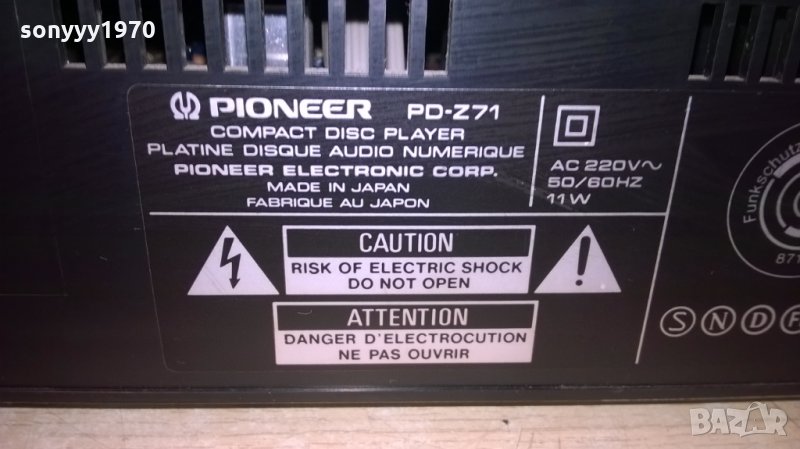 sonyyy1970
PIONEER PD-Z71
COMPACT DISC PLAYER
PLATINE DISQUE AUDIO NUMERIQUE
PIONEER ELECTRONIC CORP.
MADE IN JAPAN
FABRIQUE AU JAPON
AC 220V~
50/60HZ
11W
CAUTION
RISK OF ELECTRIC SHOCK
DO NOT OPEN
ATTENTION
DANGER D'ELECTROCUTION
NE PAS OUVRIR
Funkschutz
871
S N D F
BAZAR